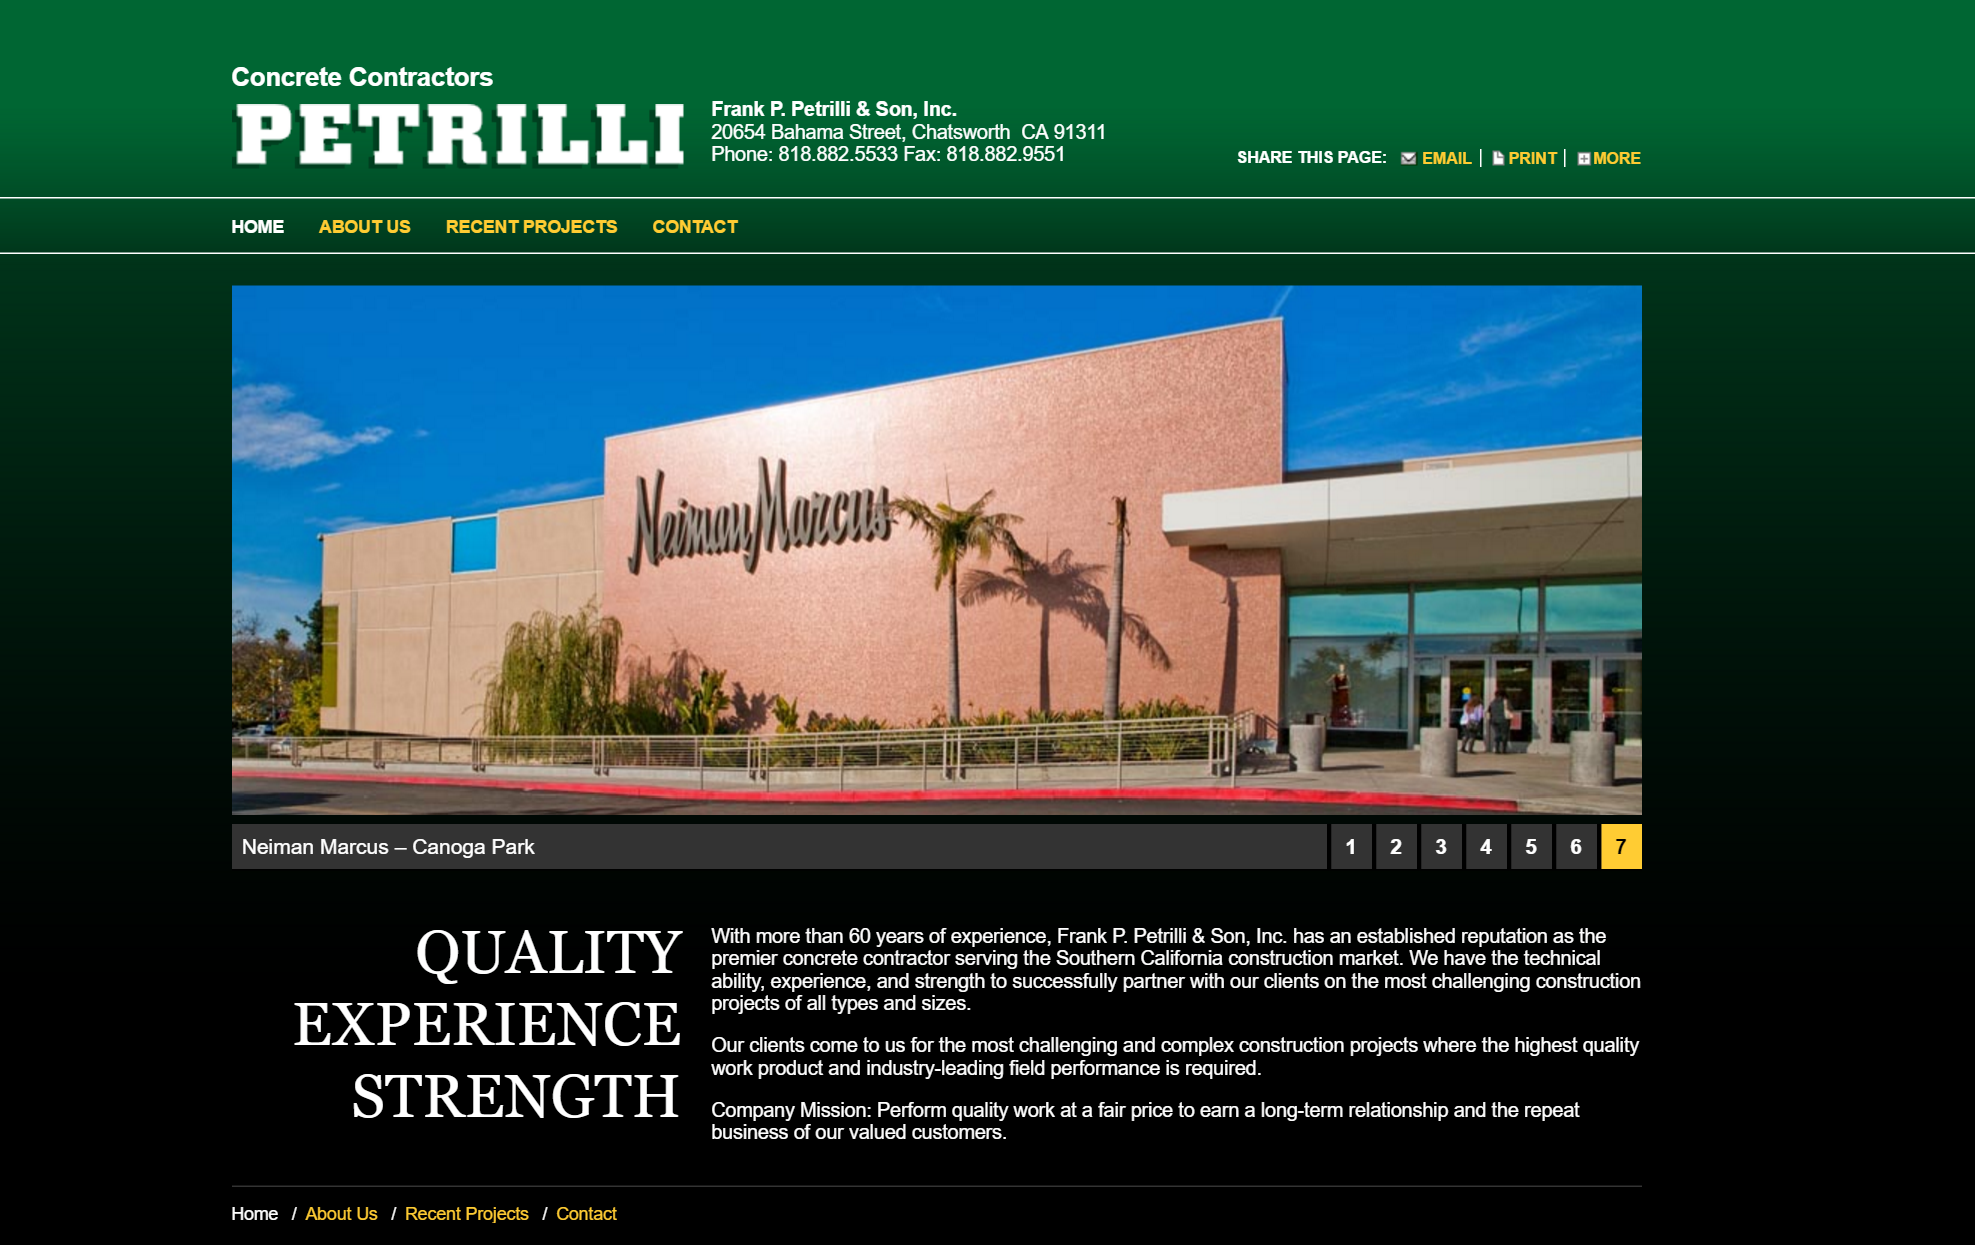 Concrete Contractors
PETRILLI
Frank P. Petrilli & Son, Inc.
20654 Bahama Street, Chatsworth  CA 91311
Phone: 818.882.5533 Fax: 818.882.9551
SHARE THIS PAGE: EMAIL | PRINT | MORE
HOME ABOUT US RECENT PROJECTS CONTACT
Neiman Marcus
Neiman Marcus – Canoga Park
1 2 3 4 5 6 7
QUALITY
EXPERIENCE
STRENGTH
With more than 60 years of experience, Frank P. Petrilli & Son, Inc. has an established reputation as the
premier concrete contractor serving the Southern California construction market. We have the technical
ability, experience, and strength to successfully partner with our clients on the most challenging construction
projects of all types and sizes.
Our clients come to us for the most challenging and complex construction projects where the highest quality
work product and industry-leading field performance is required.
Company Mission: Perform quality work at a fair price to earn a long-term relationship and the repeat
business of our valued customers.
Home / About Us / Recent Projects / Contact